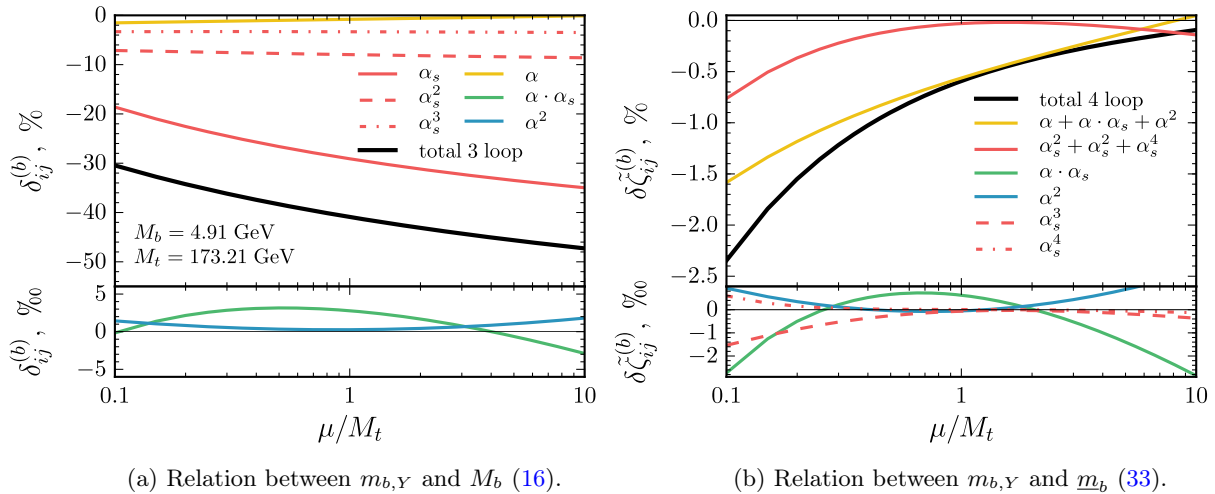 0
−10
−20
−30
−40
−50
δ_{ij}^{(b)} , %
α_s α
α_s^2 α · α_s
α_s^3 α^2
total 3 loop
M_b = 4.91 GeV
M_t = 173.21 GeV
5
0
−5
δ_{ij}^{(b)} , ‰
0.1 1 10
μ/M_t
(a) Relation between m_{b,Y} and M_b (16).
0.0
−0.5
−1.0
−1.5
−2.0
−2.5
δζ̃_{ij}^{(b)} , %
total 4 loop
α + α · α_s + α^2
α_s^2 + α_s^2 + α_s^4
α · α_s
α^2
α_s^3
α_s^4
0
−1
−2
δζ̃_{ij}^{(b)} , ‰
0.1 1 10
μ/M_t
(b) Relation between m_{b,Y} and <u>m</u>_b (33).